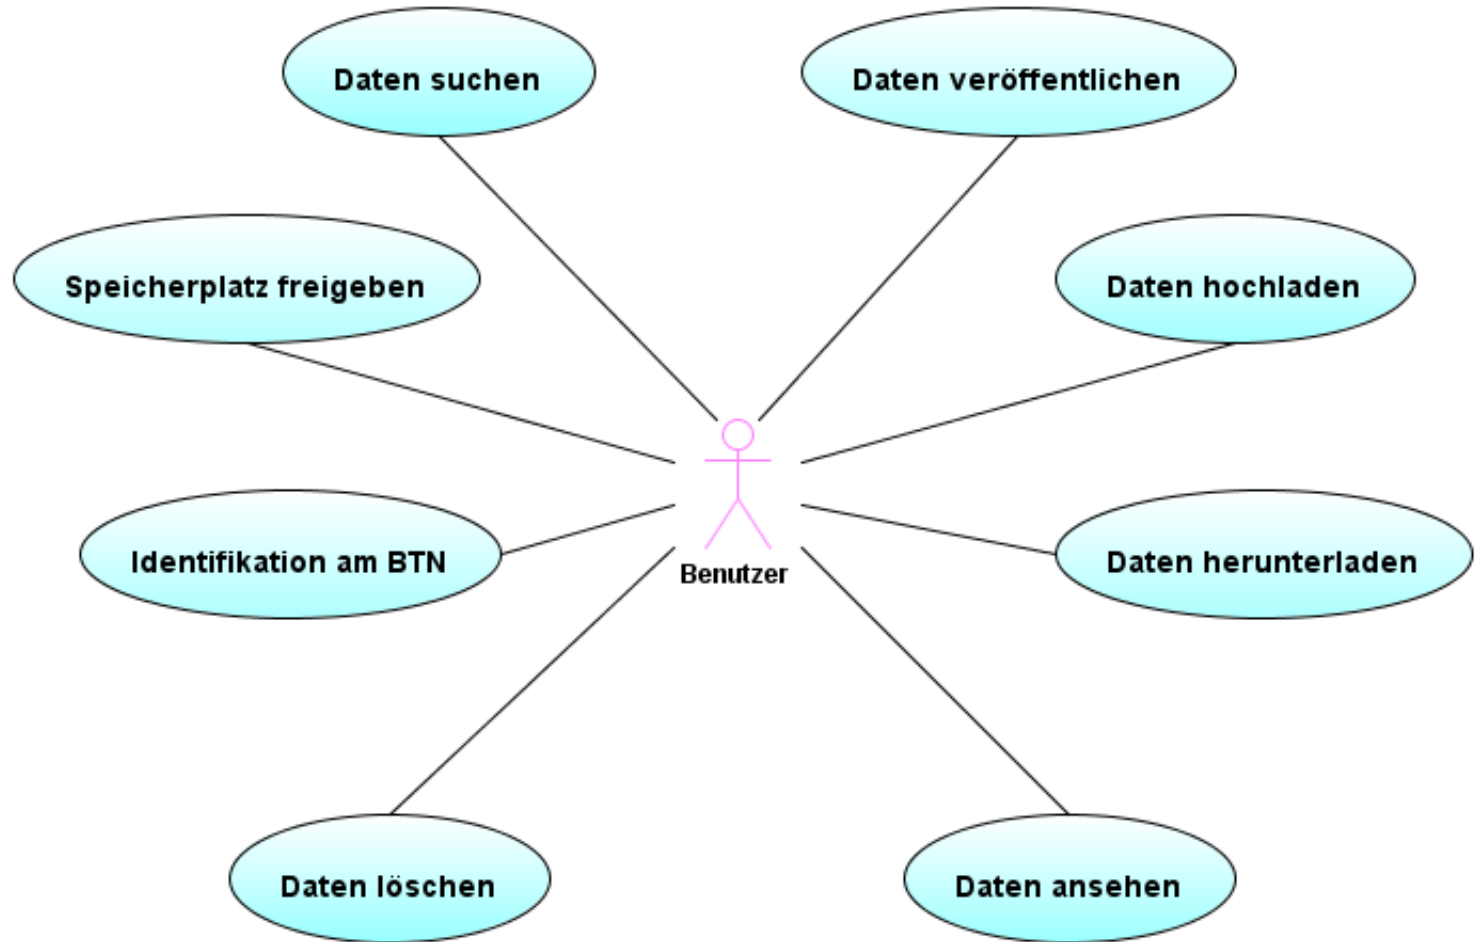 Daten suchen
Daten veröffentlichen
Speicherplatz freigeben
Daten hochladen
Identifikation am BTN
Benutzer
Daten herunterladen
Daten löschen
Daten ansehen